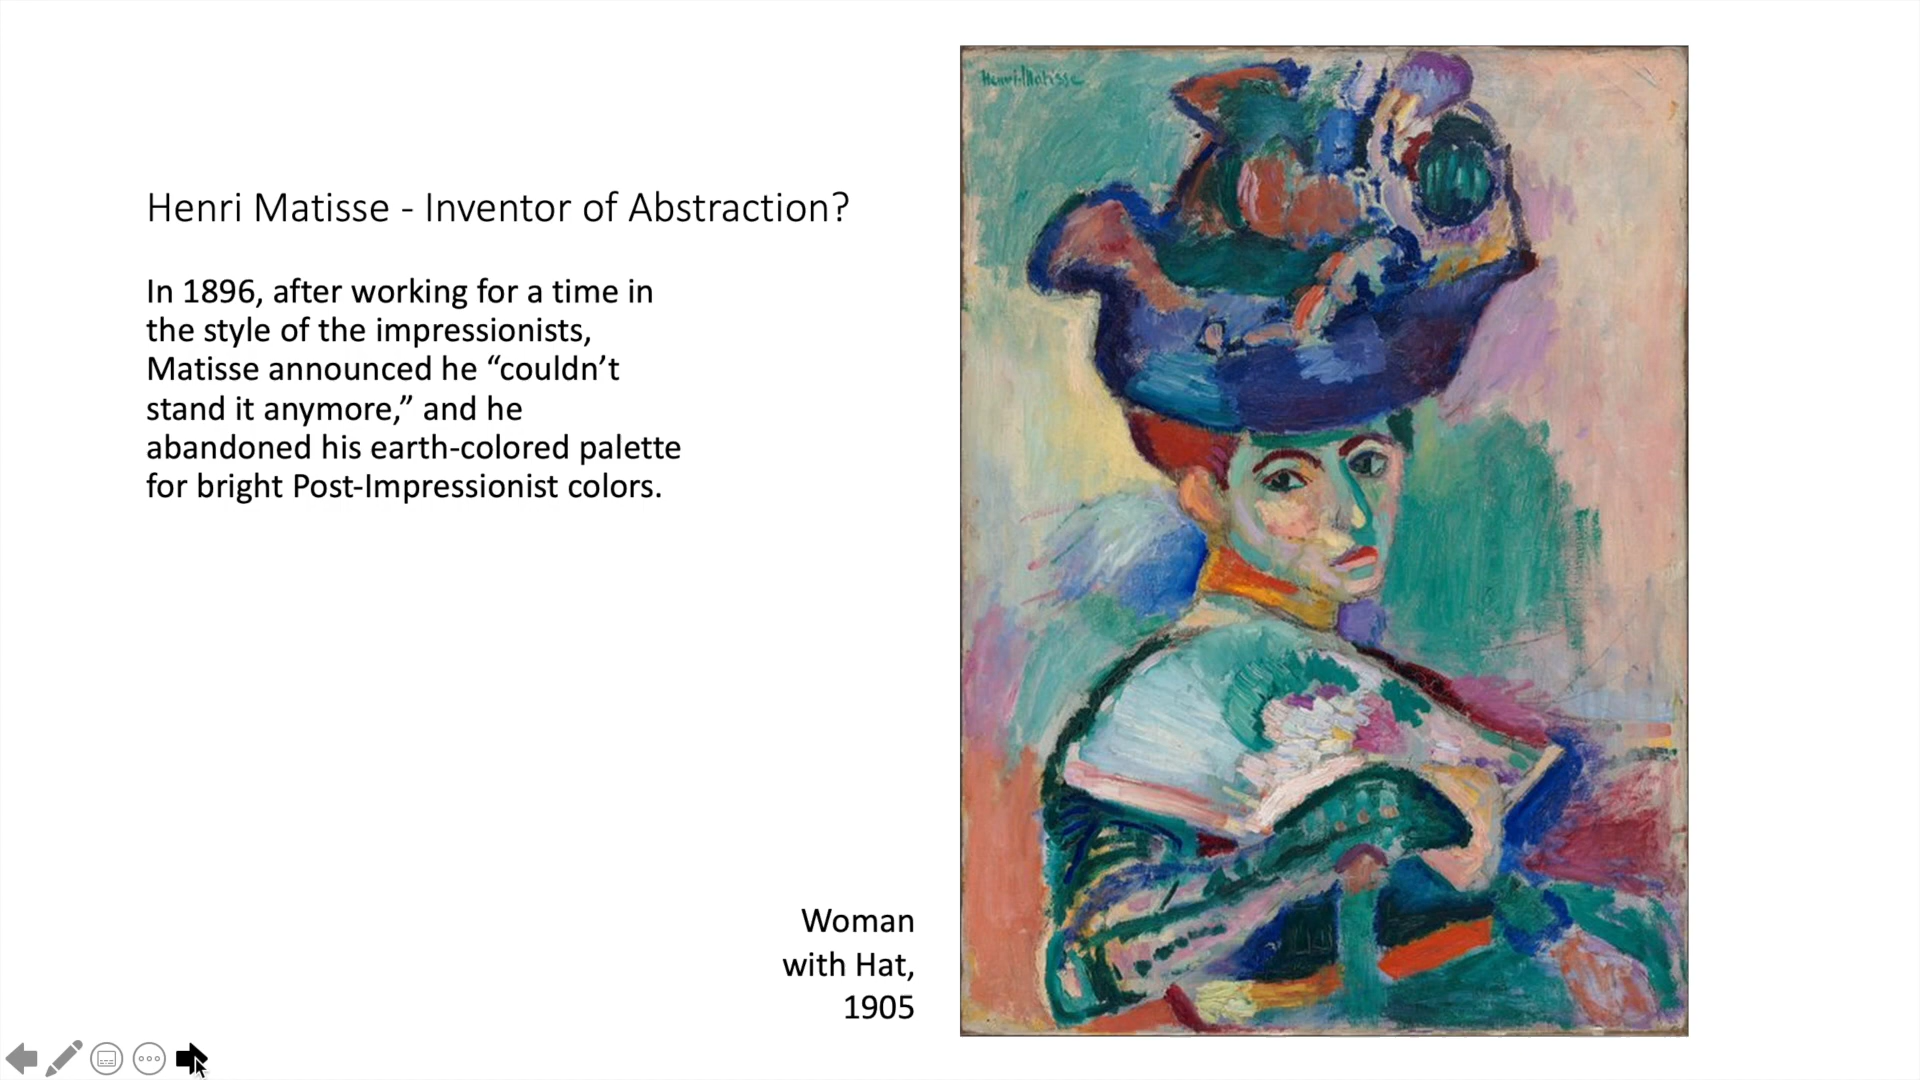 Henri Matisse
Henri Matisse - Inventor of Abstraction?
In 1896, after working for a time in
the style of the impressionists,
Matisse announced he “couldn’t
stand it anymore,” and he
abandoned his earth-colored palette
for bright Post-Impressionist colors.
Woman
with Hat,
1905